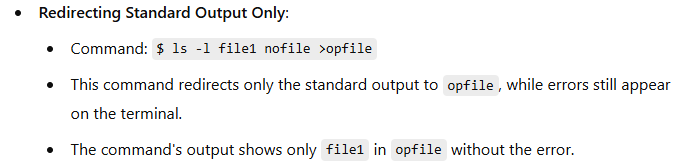 • Redirecting Standard Output Only:
• Command: $ ls -l file1 nofile >opfile
• This command redirects only the standard output to opfile, while errors still appear
on the terminal.
• The command's output shows only file1 in opfile without the error.